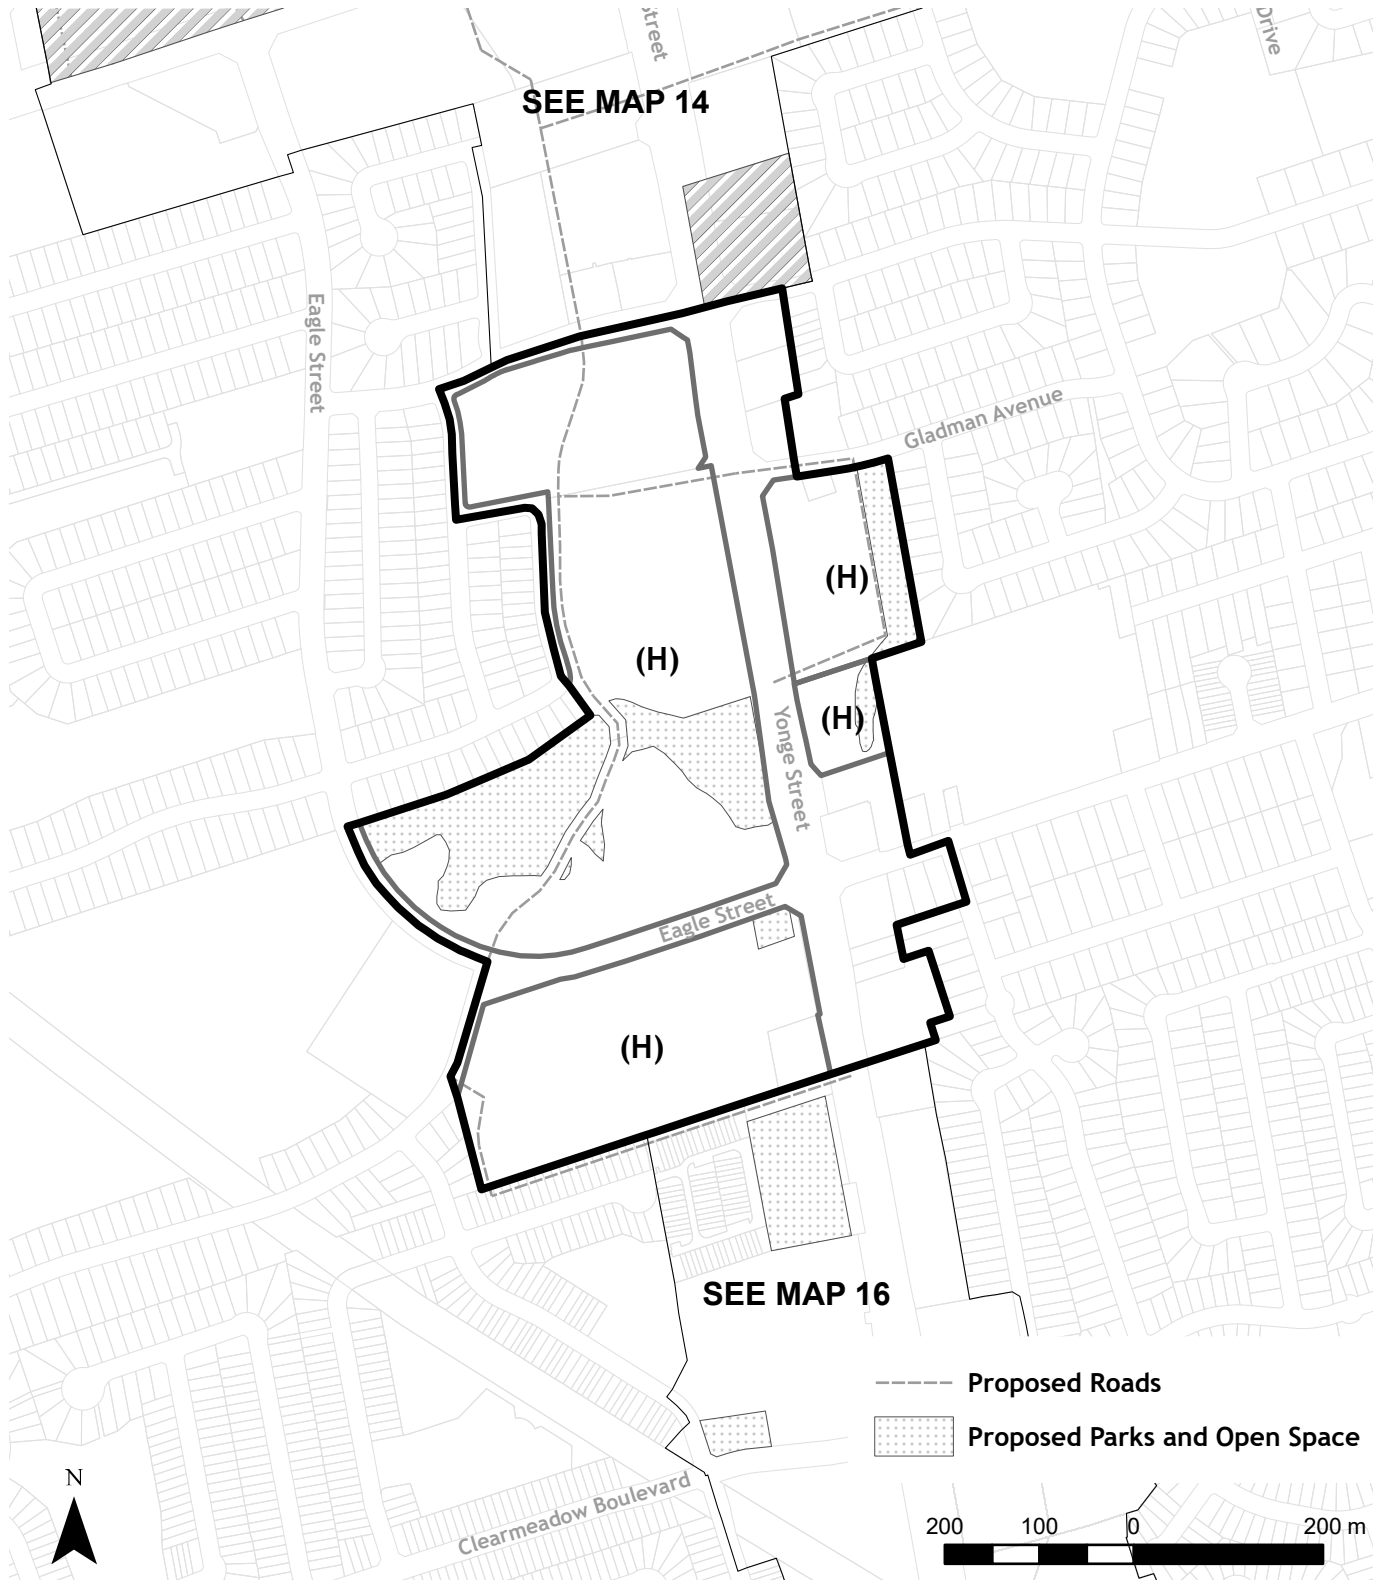 Street
Drive
SEE MAP 14
Eagle Street
Gladman Avenue
(H)
(H)
(H)
Yonge Street
Eagle Street
(H)
SEE MAP 16
Proposed Roads
Proposed Parks and Open Space
N
Clearmeadow Boulevard
200 100 0 200 m